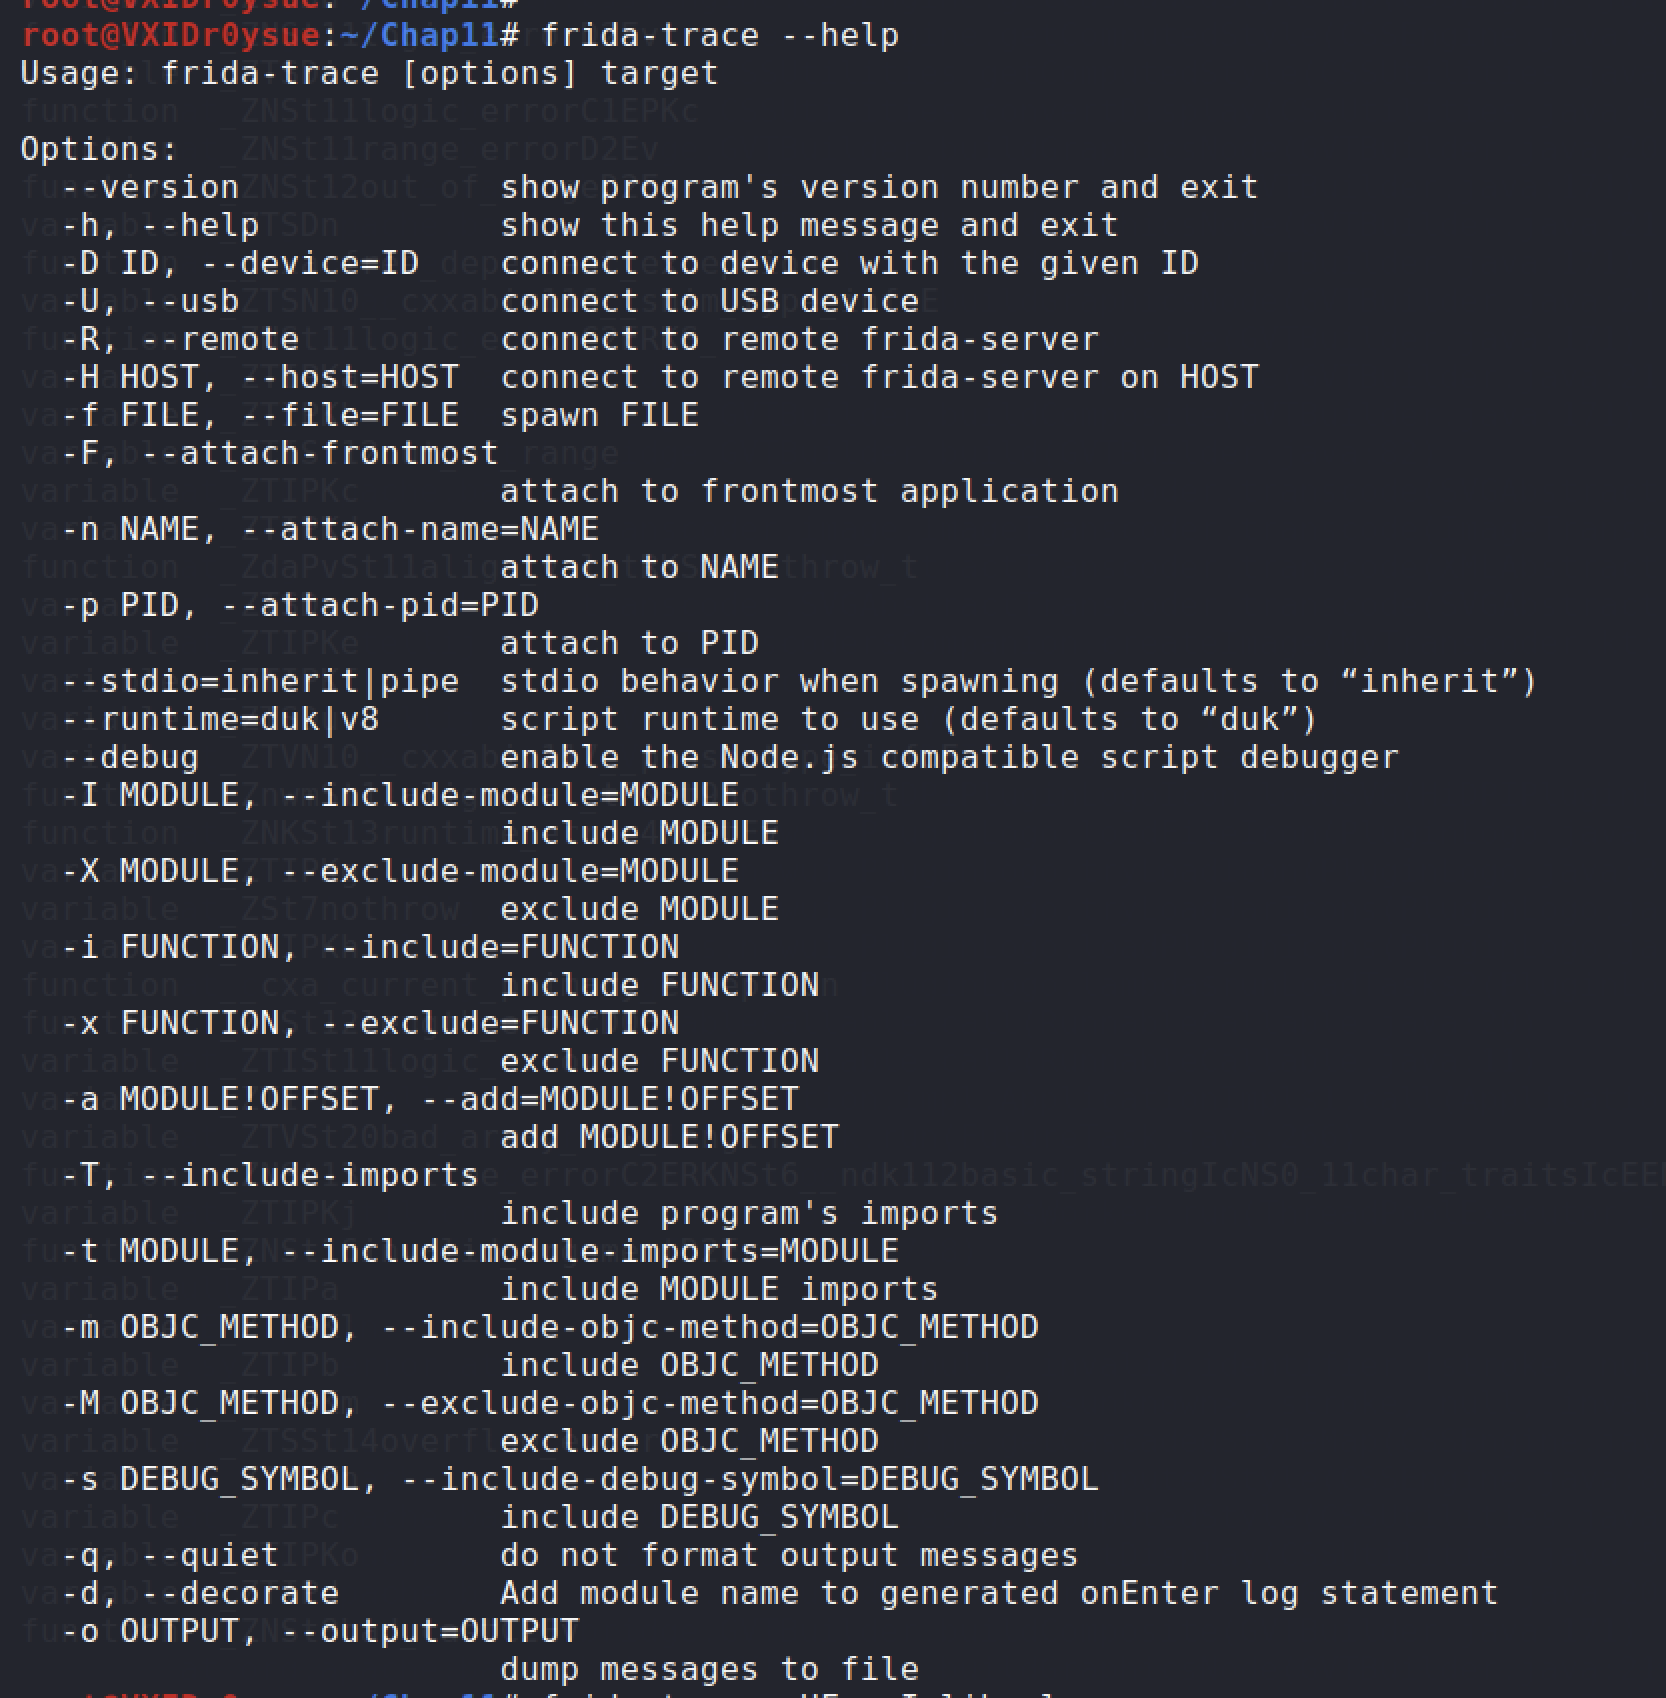 root@VXIDr0ysue:~/Chap11#
root@VXIDr0ysue:~/Chap11# frida-trace --help
Usage: frida-trace [options] target
Options:
--version show program's version number and exit
-h, --help show this help message and exit
-D ID, --device=ID connect to device with the given ID
-U, --usb connect to USB device
-R, --remote connect to remote frida-server
-H HOST, --host=HOST connect to remote frida-server on HOST
-f FILE, --file=FILE spawn FILE
-F, --attach-frontmost
attach to frontmost application
-n NAME, --attach-name=NAME
attach to NAME
-p PID, --attach-pid=PID
attach to PID
--stdio=inherit|pipe stdio behavior when spawning (defaults to “inherit”)
--runtime=duk|v8 script runtime to use (defaults to “duk”)
--debug enable the Node.js compatible script debugger
-I MODULE, --include-module=MODULE
include MODULE
-X MODULE, --exclude-module=MODULE
exclude MODULE
-i FUNCTION, --include=FUNCTION
include FUNCTION
-x FUNCTION, --exclude=FUNCTION
exclude FUNCTION
-a MODULE!OFFSET, --add=MODULE!OFFSET
add MODULE!OFFSET
-T, --include-imports
include program's imports
-t MODULE, --include-module-imports=MODULE
include MODULE imports
-m OBJC_METHOD, --include-objc-method=OBJC_METHOD
include OBJC_METHOD
-M OBJC_METHOD, --exclude-objc-method=OBJC_METHOD
exclude OBJC_METHOD
-s DEBUG_SYMBOL, --include-debug-symbol=DEBUG_SYMBOL
include DEBUG_SYMBOL
-q, --quiet do not format output messages
-d, --decorate Add module name to generated onEnter log statement
-o OUTPUT, --output=OUTPUT
dump messages to file